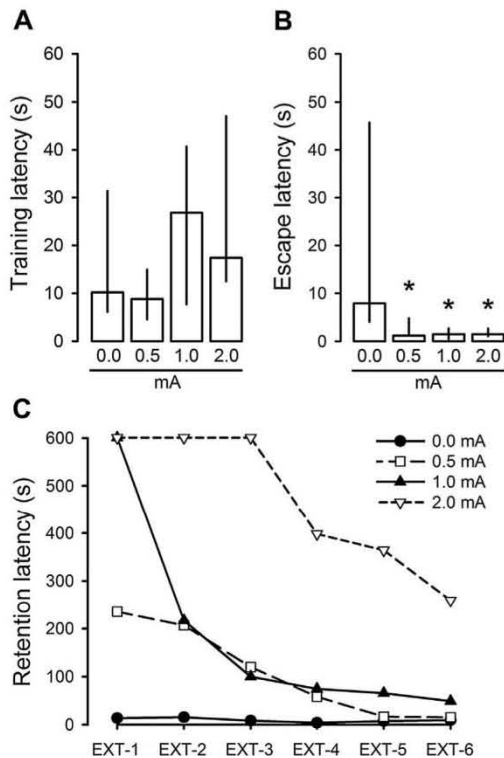 A
Training latency (s)
60
50
40
30
20
10
0
0.0 0.5 1.0 2.0
mA
B
Escape latency (s)
60
50
40
30
20
10
0
* * *
0.0 0.5 1.0 2.0
mA
C
Retention latency (s)
600
500
400
300
200
100
0
0.0 mA
0.5 mA
1.0 mA
2.0 mA
EXT-1 EXT-2 EXT-3 EXT-4 EXT-5 EXT-6